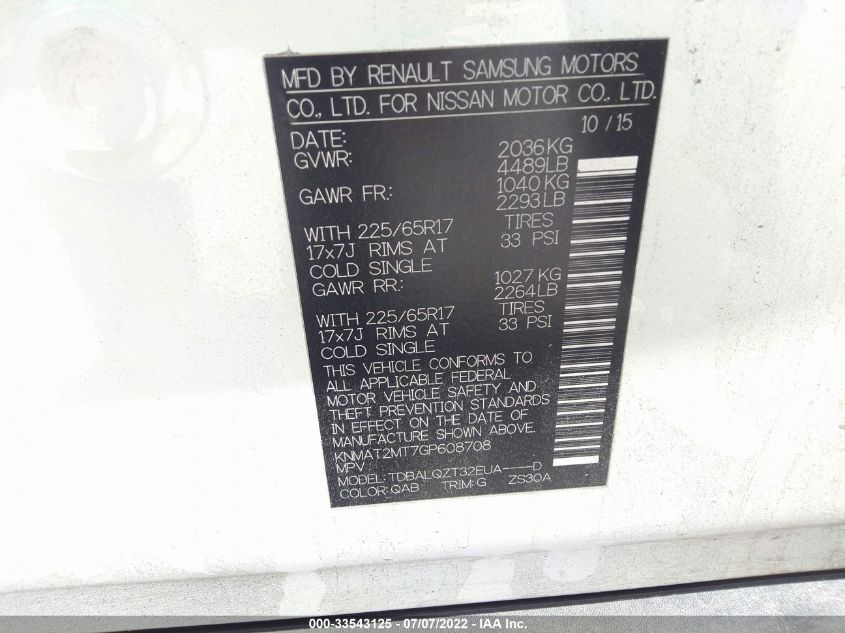 MFD BY RENAULT SAMSUNG MOTORS
CO., LTD. FOR NISSAN MOTOR CO., LTD.
DATE: 10/15
GVWR: 2036KG
4489LB
GAWR FR.: 1040KG
2293LB
WITH 225/65R17 TIRES
17x7J RIMS AT 33 PSI
COLD SINGLE
GAWR RR.: 1027KG
2264LB
WITH 225/65R17 TIRES
17x7J RIMS AT 33 PSI
COLD SINGLE
THIS VEHICLE CONFORMS TO
ALL APPLICABLE FEDERAL
MOTOR VEHICLE SAFETY AND
THEFT PREVENTION STANDARDS
IN EFFECT ON THE DATE OF
MANUFACTURE SHOWN ABOVE.
KNMAT2MT7GP608708
MPV
MODEL: TDBALQZT32EUA----D
COLOR: QAB TRIM: G ZS30A
000-33543125 - 07/07/2022 - IAA Inc.